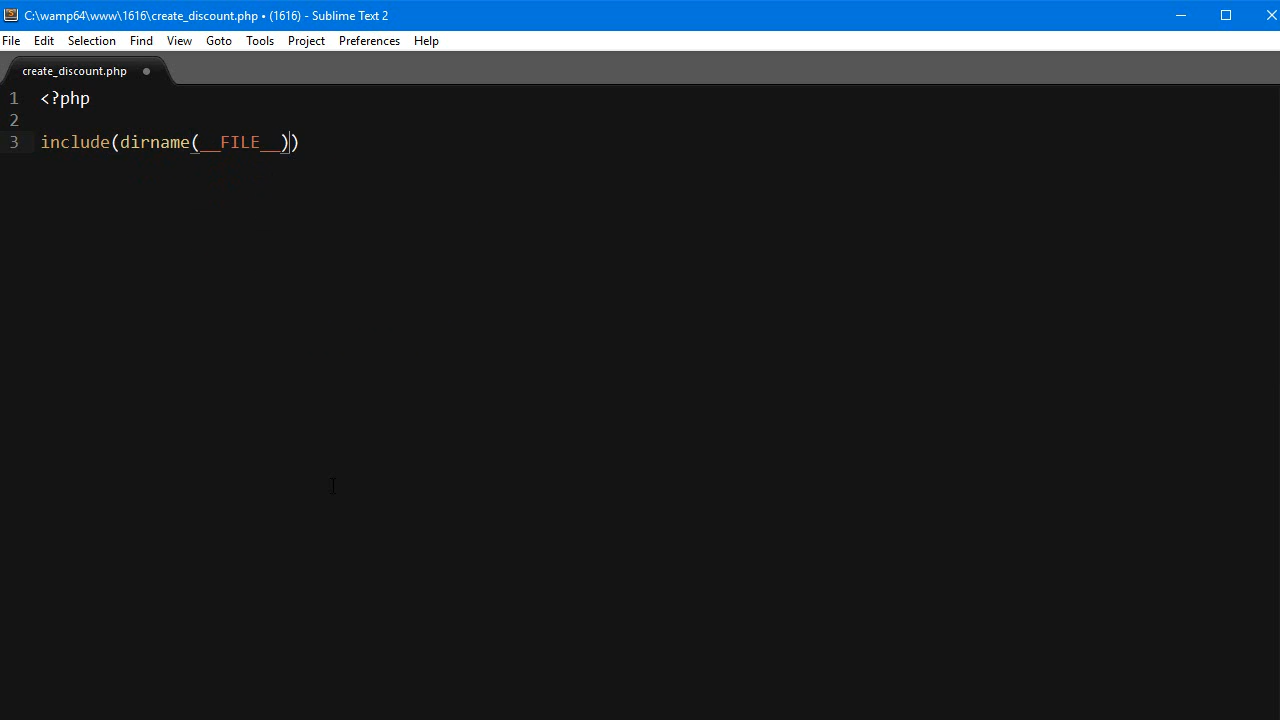 C:\wamp64\www\1616\create_discount.php • (1616) - Sublime Text 2
File Edit Selection Find View Goto Tools Project Preferences Help
create_discount.php
1 <?php
2
3 include(dirname(__FILE__))